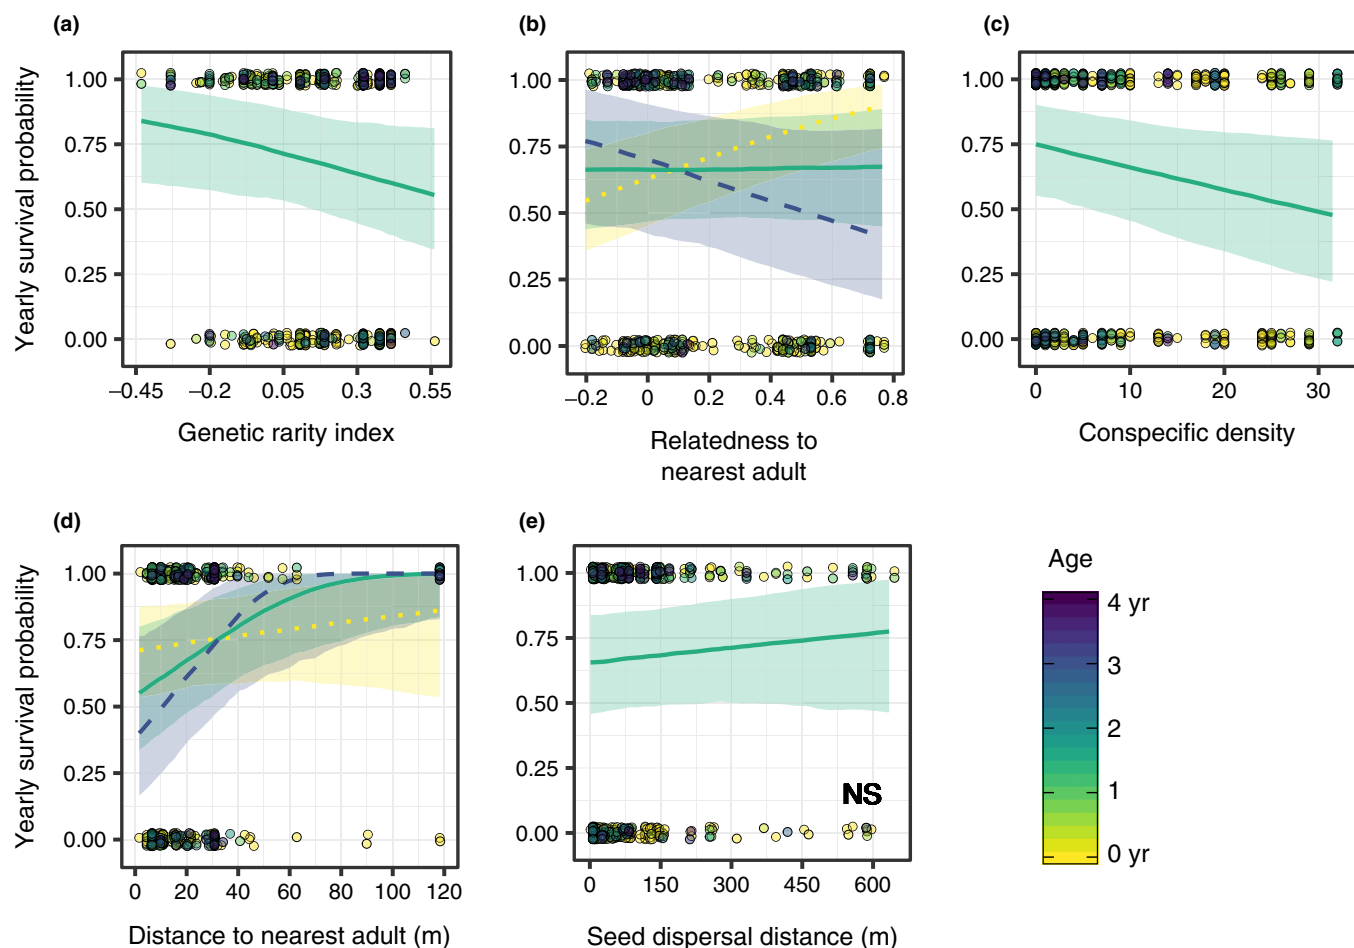 (a)
(b)
(c)
Yearly survival probability
1.00
0.75
0.50
0.25
0.00
−0.45 −0.2 0.05 0.3 0.55
Genetic rarity index
1.00
0.75
0.50
0.25
0.00
−0.2 0 0.2 0.4 0.6 0.8
Relatedness to
nearest adult
1.00
0.75
0.50
0.25
0.00
0 10 20 30
Conspecific density
(d)
(e)
Yearly survival probability
1.00
0.75
0.50
0.25
0.00
0 20 40 60 80 100 120
Distance to nearest adult (m)
1.00
0.75
0.50
0.25
0.00
NS
0 150 300 450 600
Seed dispersal distance (m)
Age
4 yr
3
2
1
0 yr